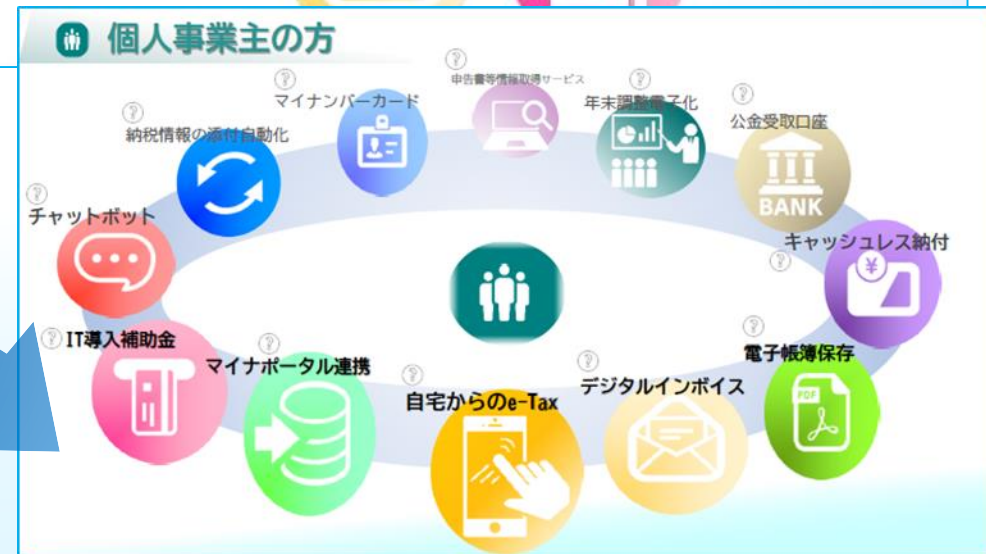 個人事業主の方
申告書等情報取得サービス
マイナンバーカード
年末調整電子化
納税情報の添付自動化
公金受取口座
BANK
チャットボット
キャッシュレス納付
¥
IT導入補助金
マイナポータル連携
自宅からのe-Tax
デジタルインボイス
電子帳簿保存
PDF
?
?
?
?
?
?
?
?
?
?
?
?